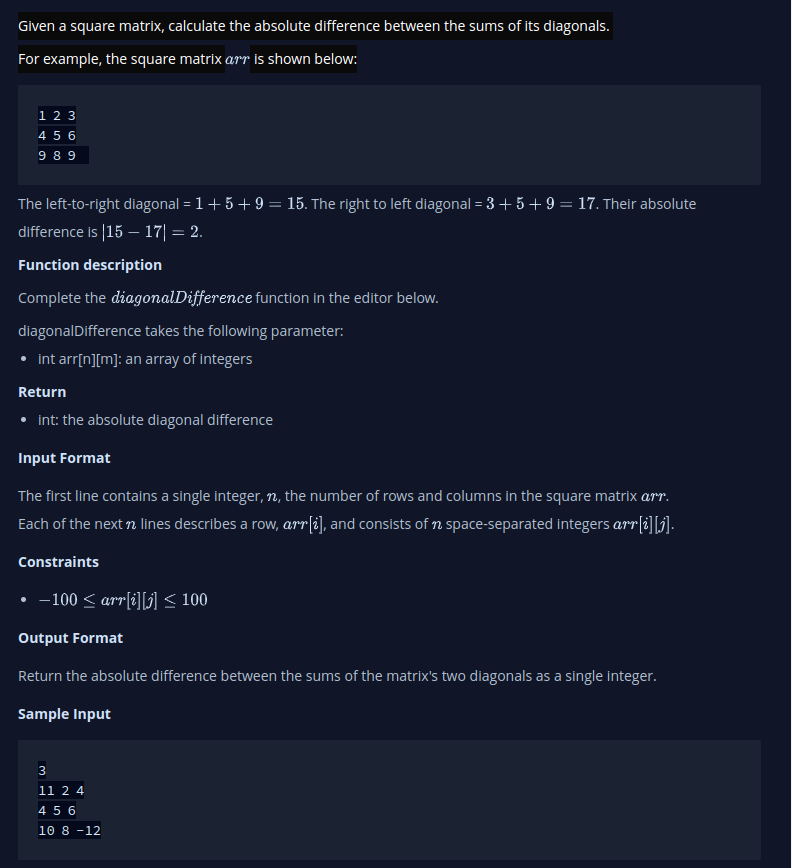 Given a square matrix, calculate the absolute difference between the sums of its diagonals.
For example, the square matrix arr is shown below:
1 2 3
4 5 6
9 8 9
The left-to-right diagonal = 1 + 5 + 9 = 15. The right to left diagonal = 3 + 5 + 9 = 17. Their absolute
difference is |15 − 17| = 2.
Function description
Complete the diagonalDifference function in the editor below.
diagonalDifference takes the following parameter:
• int arr[n][m]: an array of integers
Return
• int: the absolute diagonal difference
Input Format
The first line contains a single integer, n, the number of rows and columns in the square matrix arr.
Each of the next n lines describes a row, arr[i], and consists of n space-separated integers arr[i][j].
Constraints
• −100 ≤ arr[i][j] ≤ 100
Output Format
Return the absolute difference between the sums of the matrix's two diagonals as a single integer.
Sample Input
3
11 2 4
4 5 6
10 8 -12